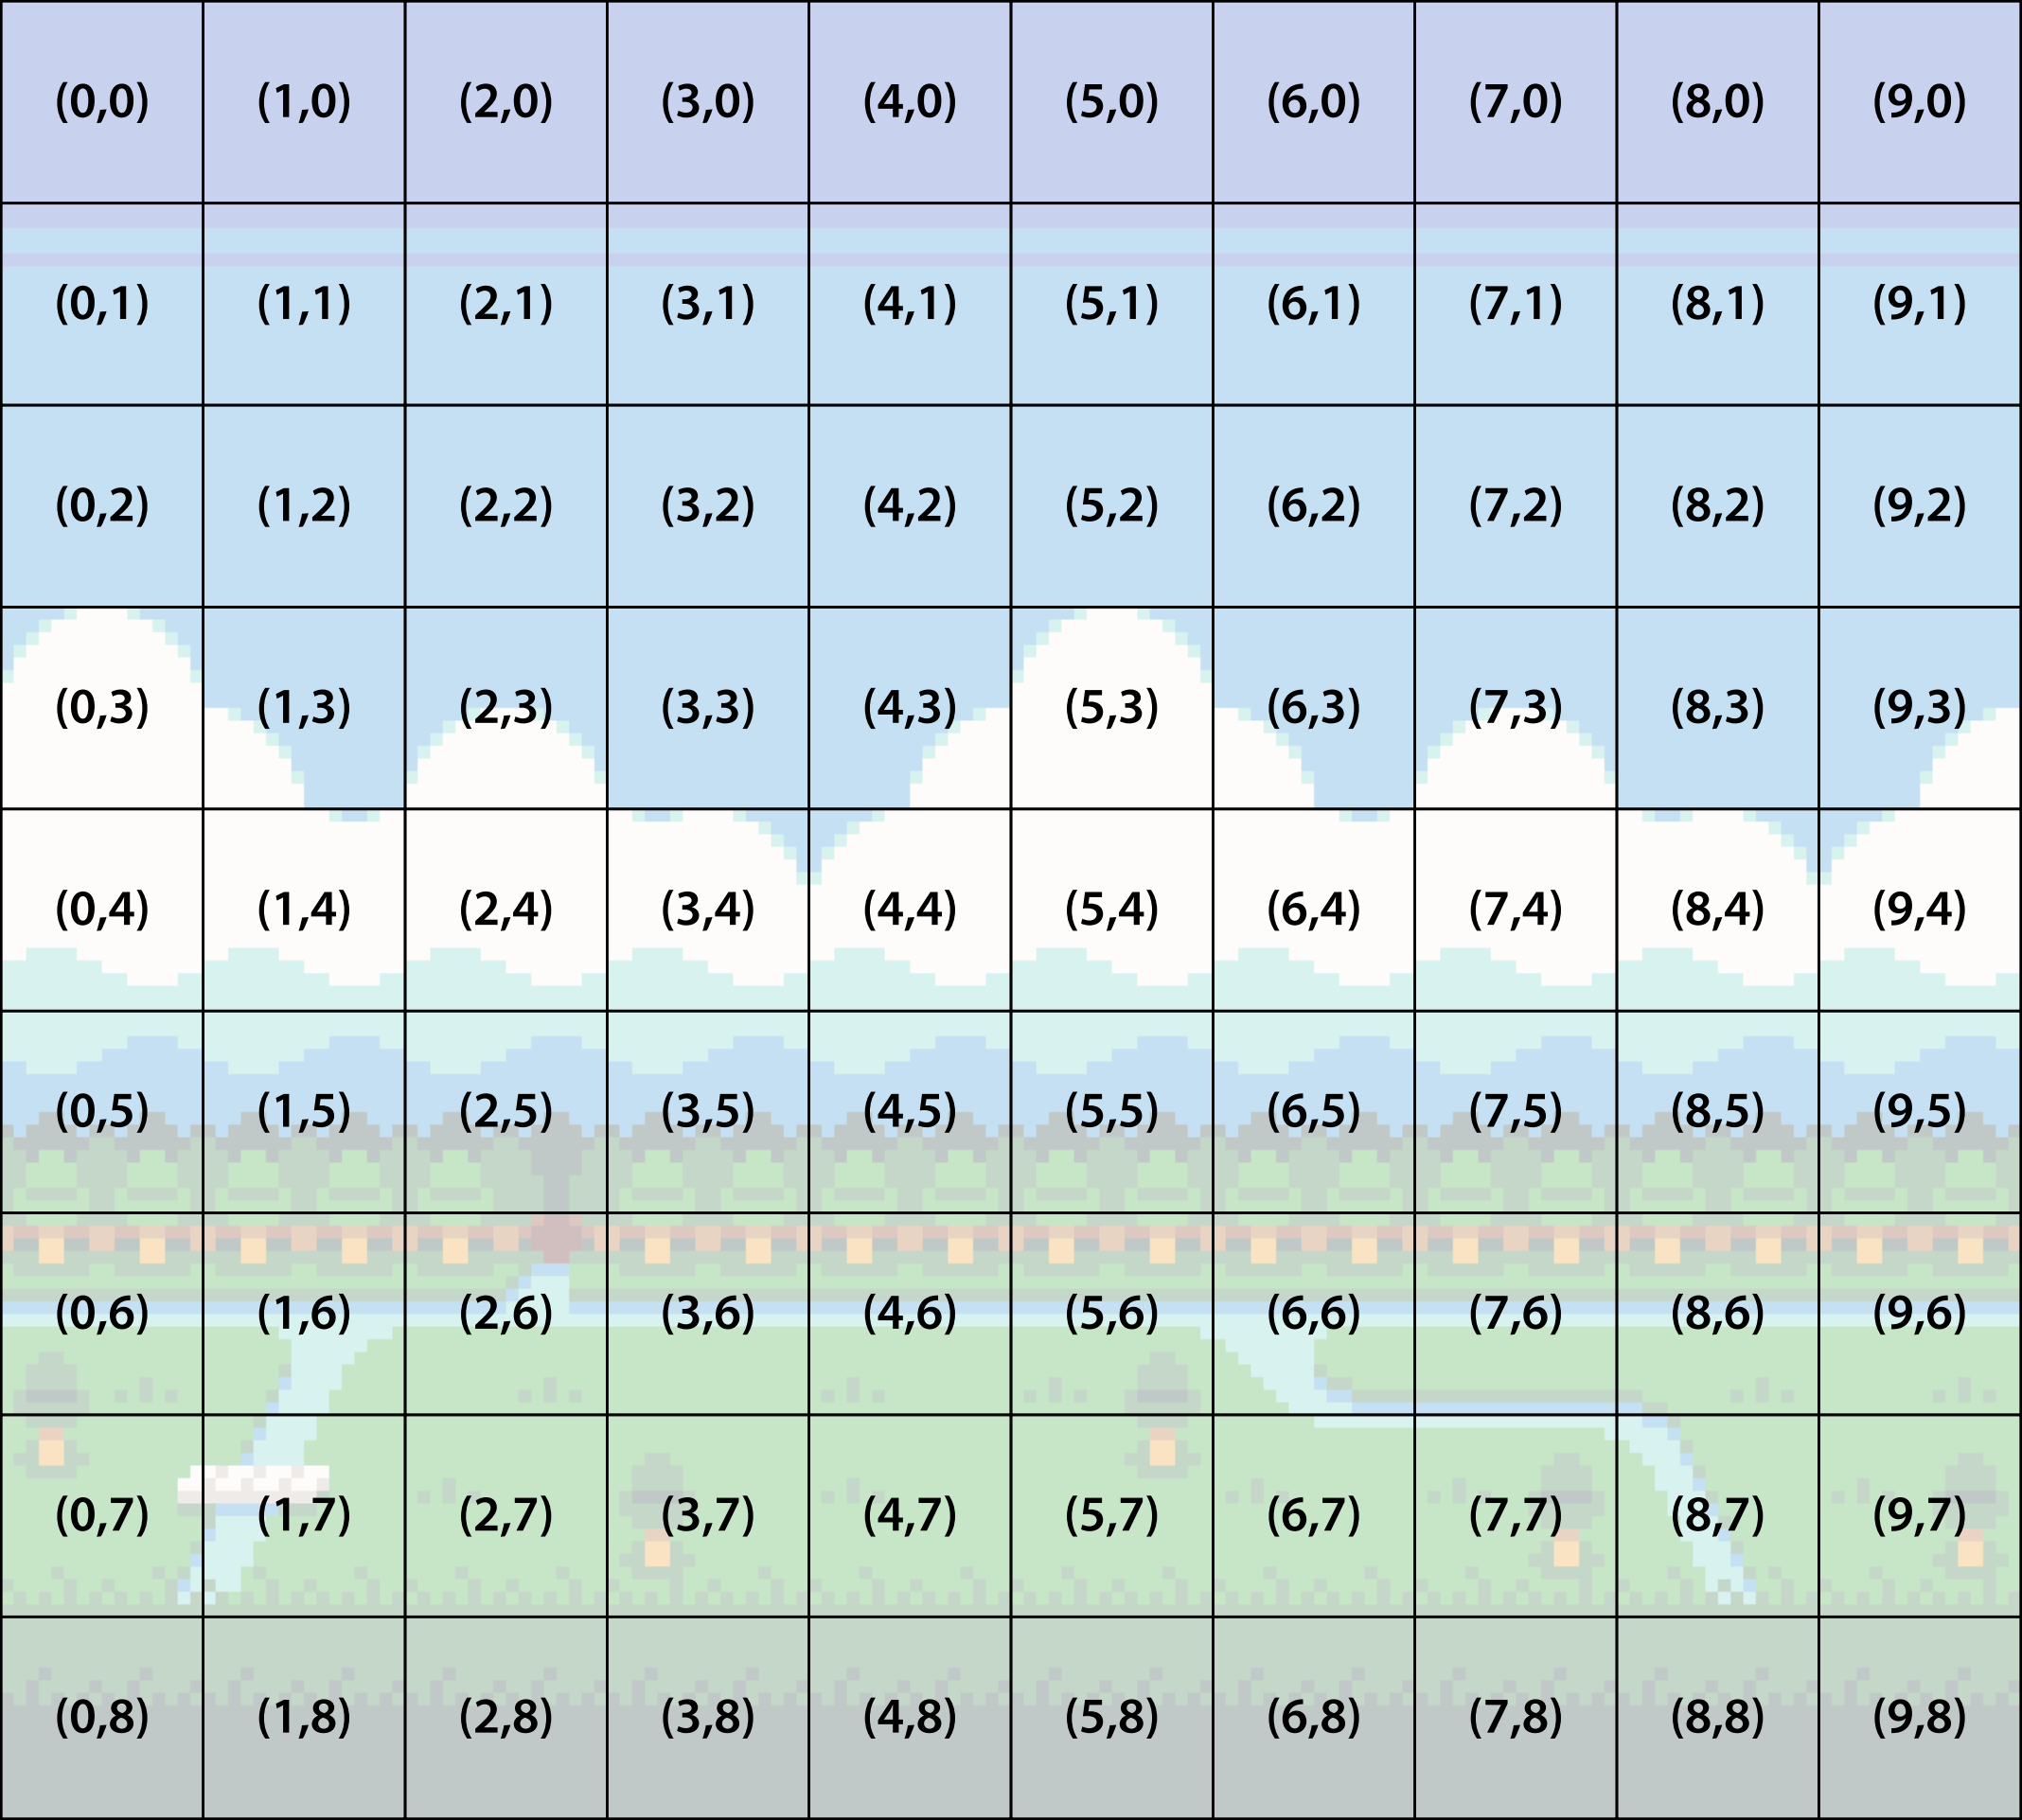 (0,0) (1,0) (2,0) (3,0) (4,0) (5,0) (6,0) (7,0) (8,0) (9,0)
(0,1) (1,1) (2,1) (3,1) (4,1) (5,1) (6,1) (7,1) (8,1) (9,1)
(0,2) (1,2) (2,2) (3,2) (4,2) (5,2) (6,2) (7,2) (8,2) (9,2)
(0,3) (1,3) (2,3) (3,3) (4,3) (5,3) (6,3) (7,3) (8,3) (9,3)
(0,4) (1,4) (2,4) (3,4) (4,4) (5,4) (6,4) (7,4) (8,4) (9,4)
(0,5) (1,5) (2,5) (3,5) (4,5) (5,5) (6,5) (7,5) (8,5) (9,5)
(0,6) (1,6) (2,6) (3,6) (4,6) (5,6) (6,6) (7,6) (8,6) (9,6)
(0,7) (1,7) (2,7) (3,7) (4,7) (5,7) (6,7) (7,7) (8,7) (9,7)
(0,8) (1,8) (2,8) (3,8) (4,8) (5,8) (6,8) (7,8) (8,8) (9,8)